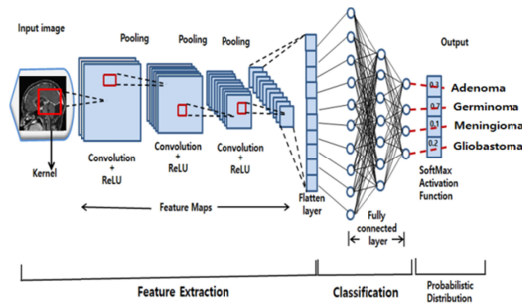 Input image
Pooling
Pooling
Pooling
Output
Kernel
Convolution
+
ReLU
Convolution
+
ReLU
Convolution
+
ReLU
Feature Maps
Flatten
layer
Fully
connected
layer
0.7
0.1
0.2
Adenoma
Germinoma
Meningioma
Gliobastoma
SoftMax
Activation
Function
Feature Extraction
Classification
Probabilistic
Distribution